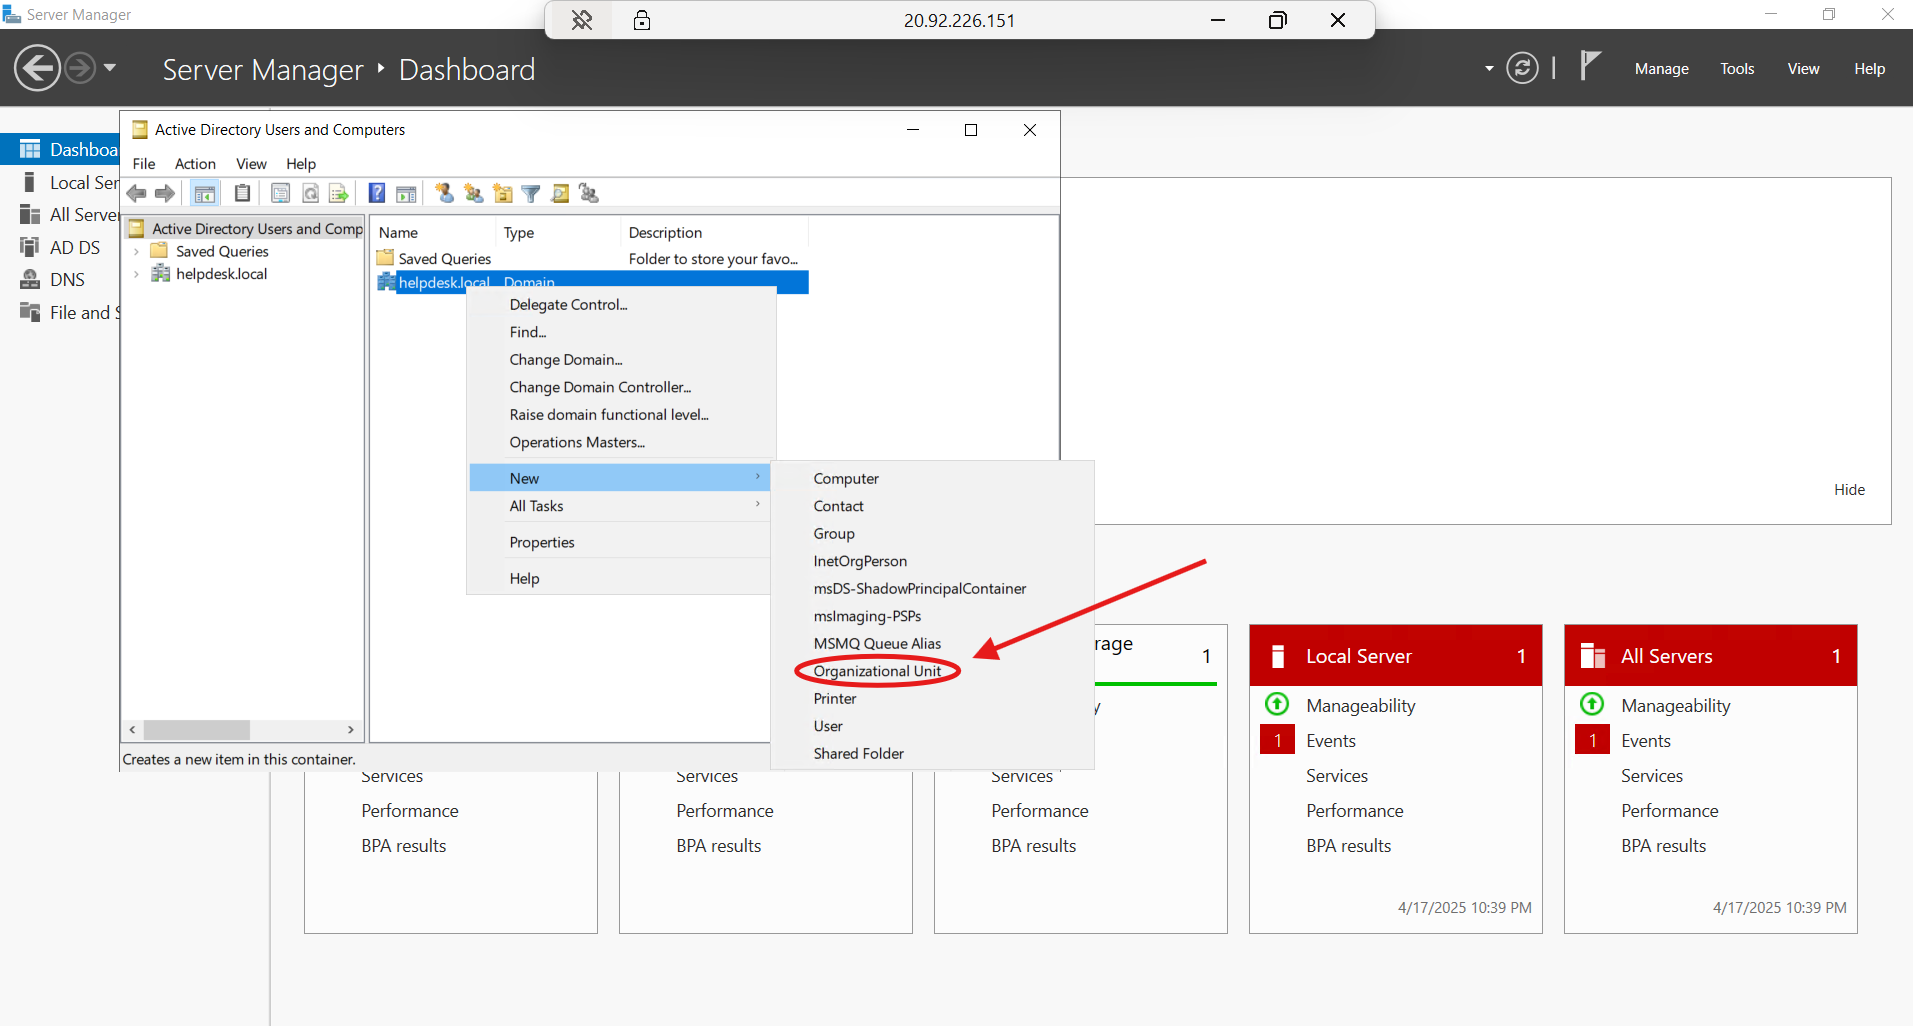 Server Manager
20.92.226.151
Server Manager ‣ Dashboard
Manage Tools View Help
Dashboa
Local Ser
All Server
AD DS
DNS
File and S
Active Directory Users and Computers
File Action View Help
Active Directory Users and Comp
Saved Queries
helpdesk.local
Name Type Description
Saved Queries Folder to store your favo...
helpdesk.local Domain
Delegate Control...
Find...
Change Domain...
Change Domain Controller...
Raise domain functional level...
Operations Masters...
New
All Tasks
Properties
Help
Computer
Contact
Group
InetOrgPerson
msDS-ShadowPrincipalContainer
msImaging-PSPs
MSMQ Queue Alias
Organizational Unit
Printer
User
Shared Folder
Creates a new item in this container.
Hide
Services
Performance
BPA results
Services
Performance
BPA results
rage 1
y
Services
Performance
BPA results
Local Server 1
Manageability
1 Events
Services
Performance
BPA results
4/17/2025 10:39 PM
All Servers 1
Manageability
1 Events
Services
Performance
BPA results
4/17/2025 10:39 PM